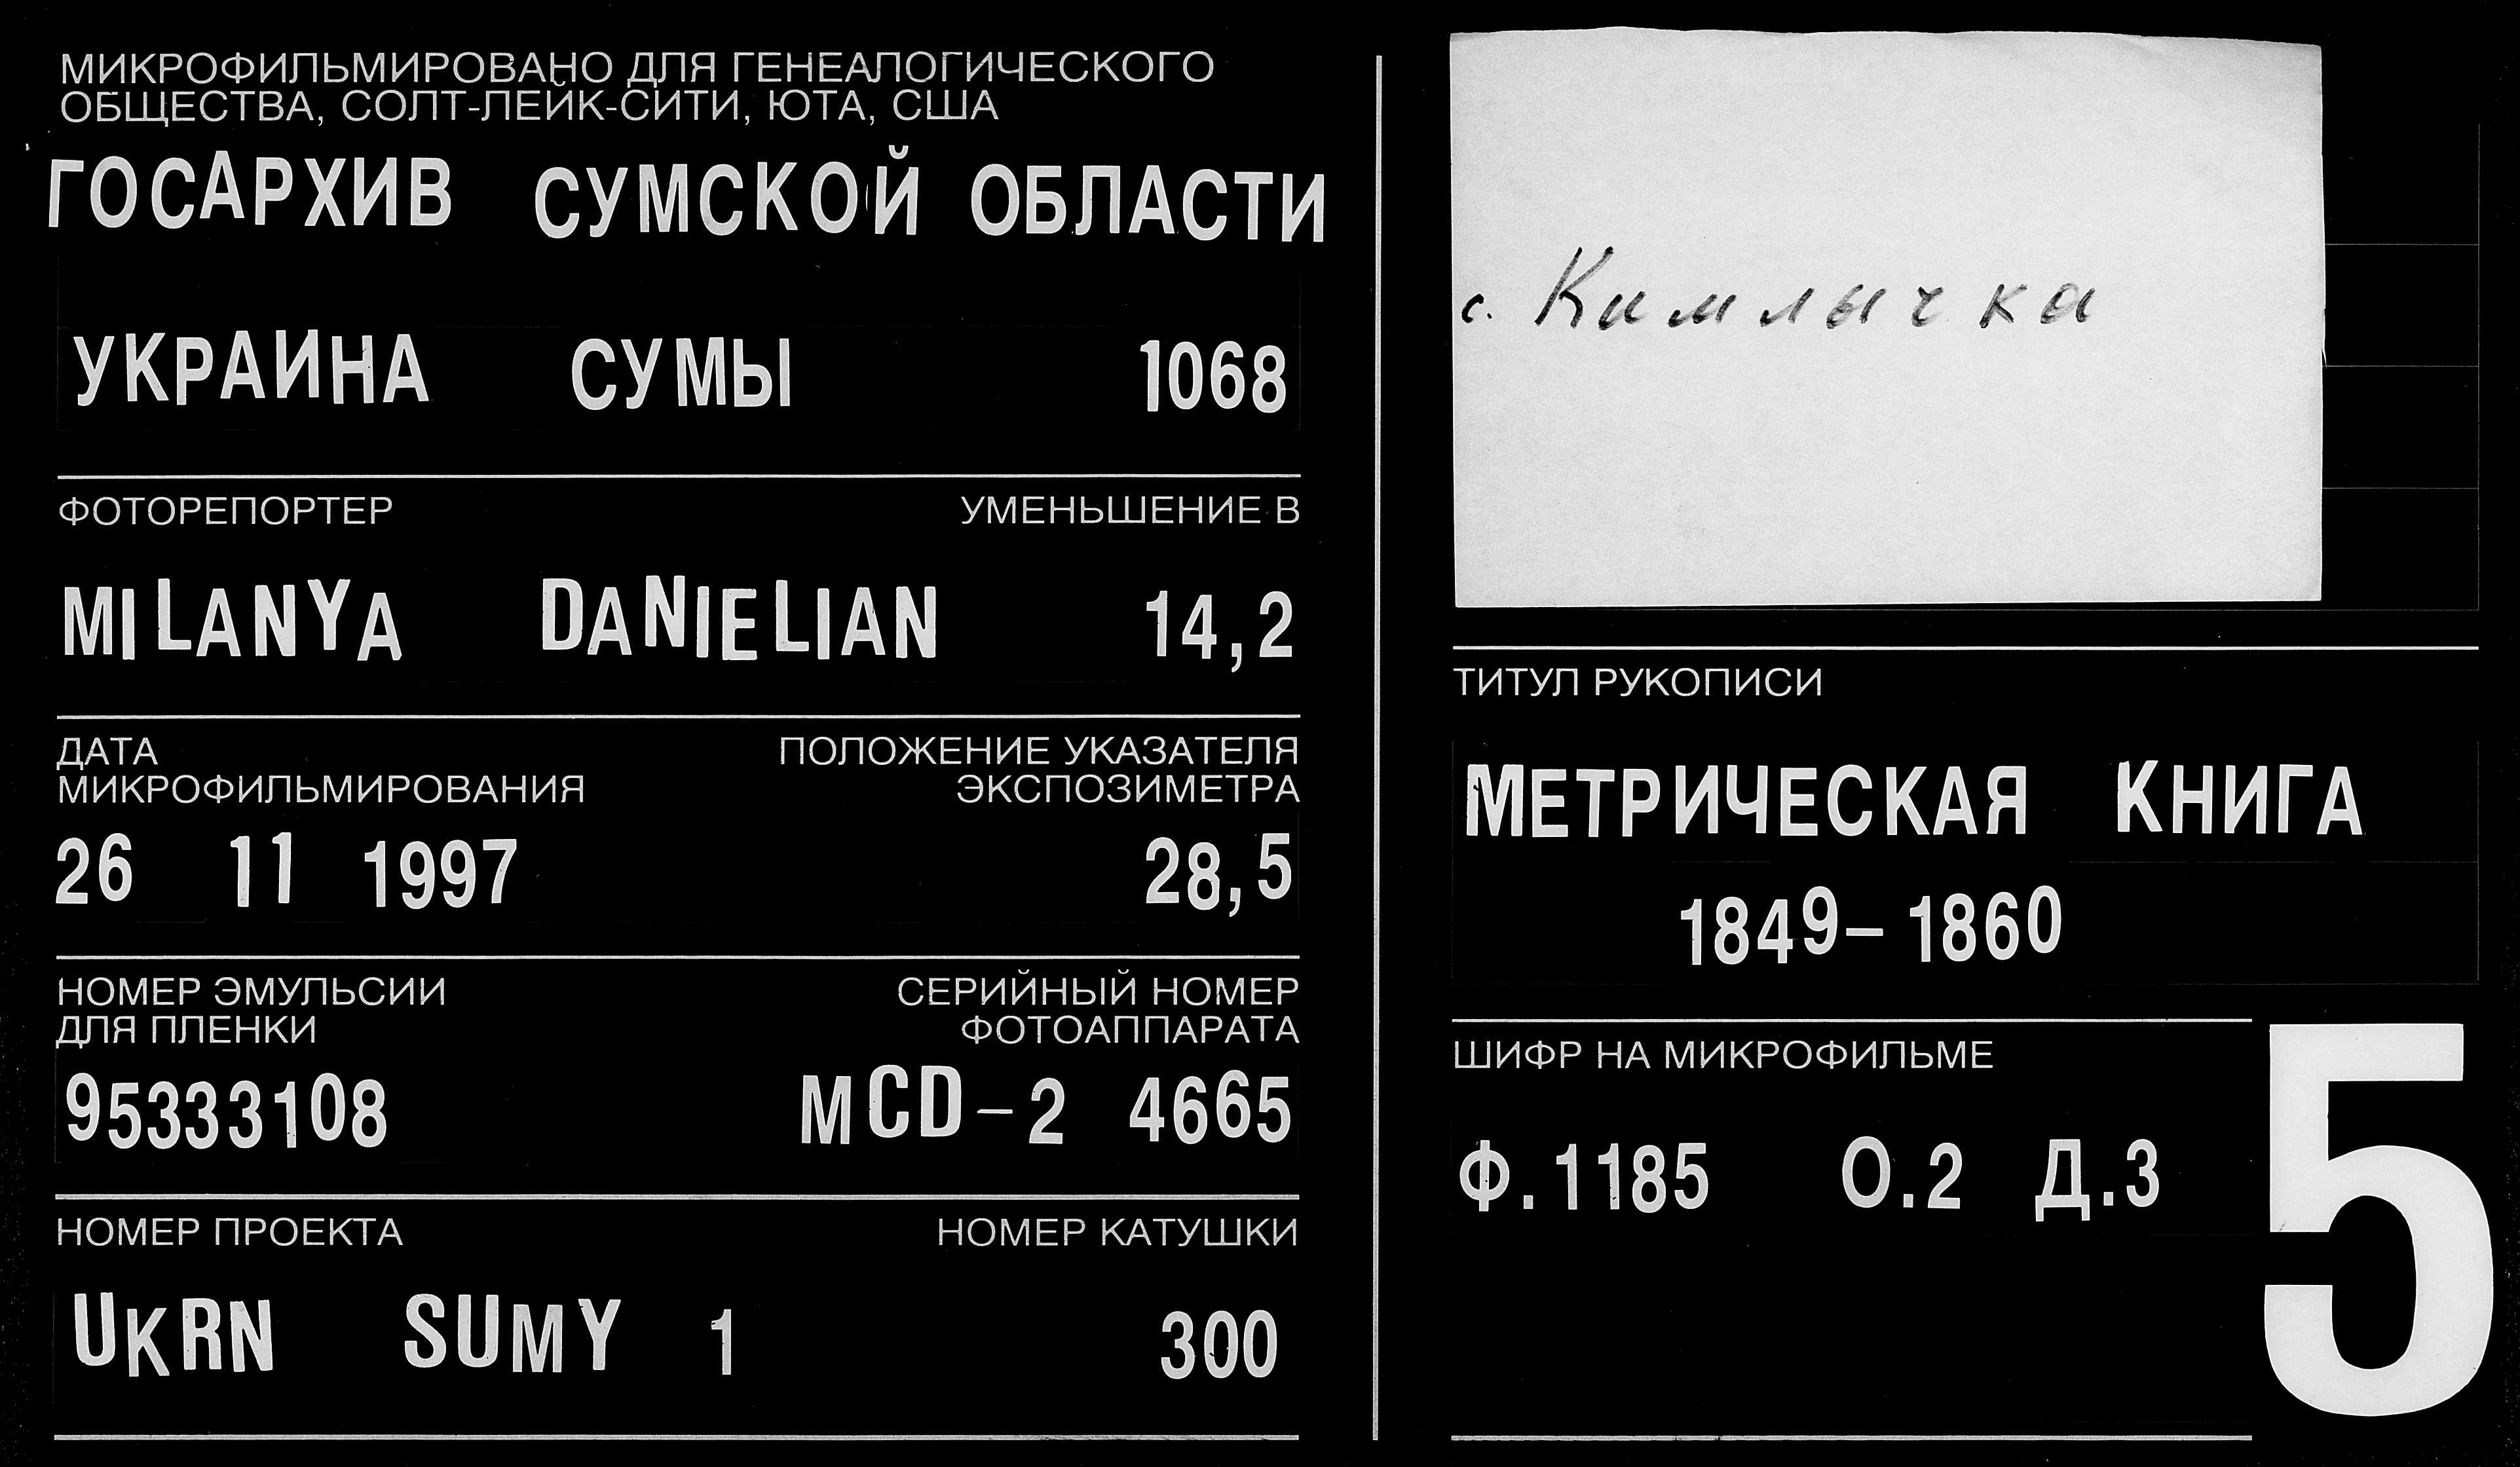 МИКРОФИЛЬМИРОВАНО ДЛЯ ГЕНЕАЛОГИЧЕСКОГО
ОБЩЕСТВА, СОЛТ-ЛЕЙК-СИТИ, ЮТА, США
ГОСАРХИВ СУМСКОЙ ОБЛАСТИ
УКРАИНА СУМЫ 1068
ФОТОРЕПОРТЕР УМЕНЬШЕНИЕ В
MILANYA DANIELIAN 14,2
ДАТА ПОЛОЖЕНИЕ УКАЗАТЕЛЯ
МИКРОФИЛЬМИРОВАНИЯ ЭКСПОЗИМЕТРА
26 11 1997 28,5
НОМЕР ЭМУЛЬСИИ СЕРИЙНЫЙ НОМЕР
ДЛЯ ПЛЕНКИ ФОТОАППАРАТА
95333108 MCD-2 4665
НОМЕР ПРОЕКТА НОМЕР КАТУШКИ
UKRN SUMY 1 300
с. Камлычка
ТИТУЛ РУКОПИСИ
МЕТРИЧЕСКАЯ КНИГА
1849-1860
ШИФР НА МИКРОФИЛЬМЕ
Ф.1185 О.2 Д.3
5